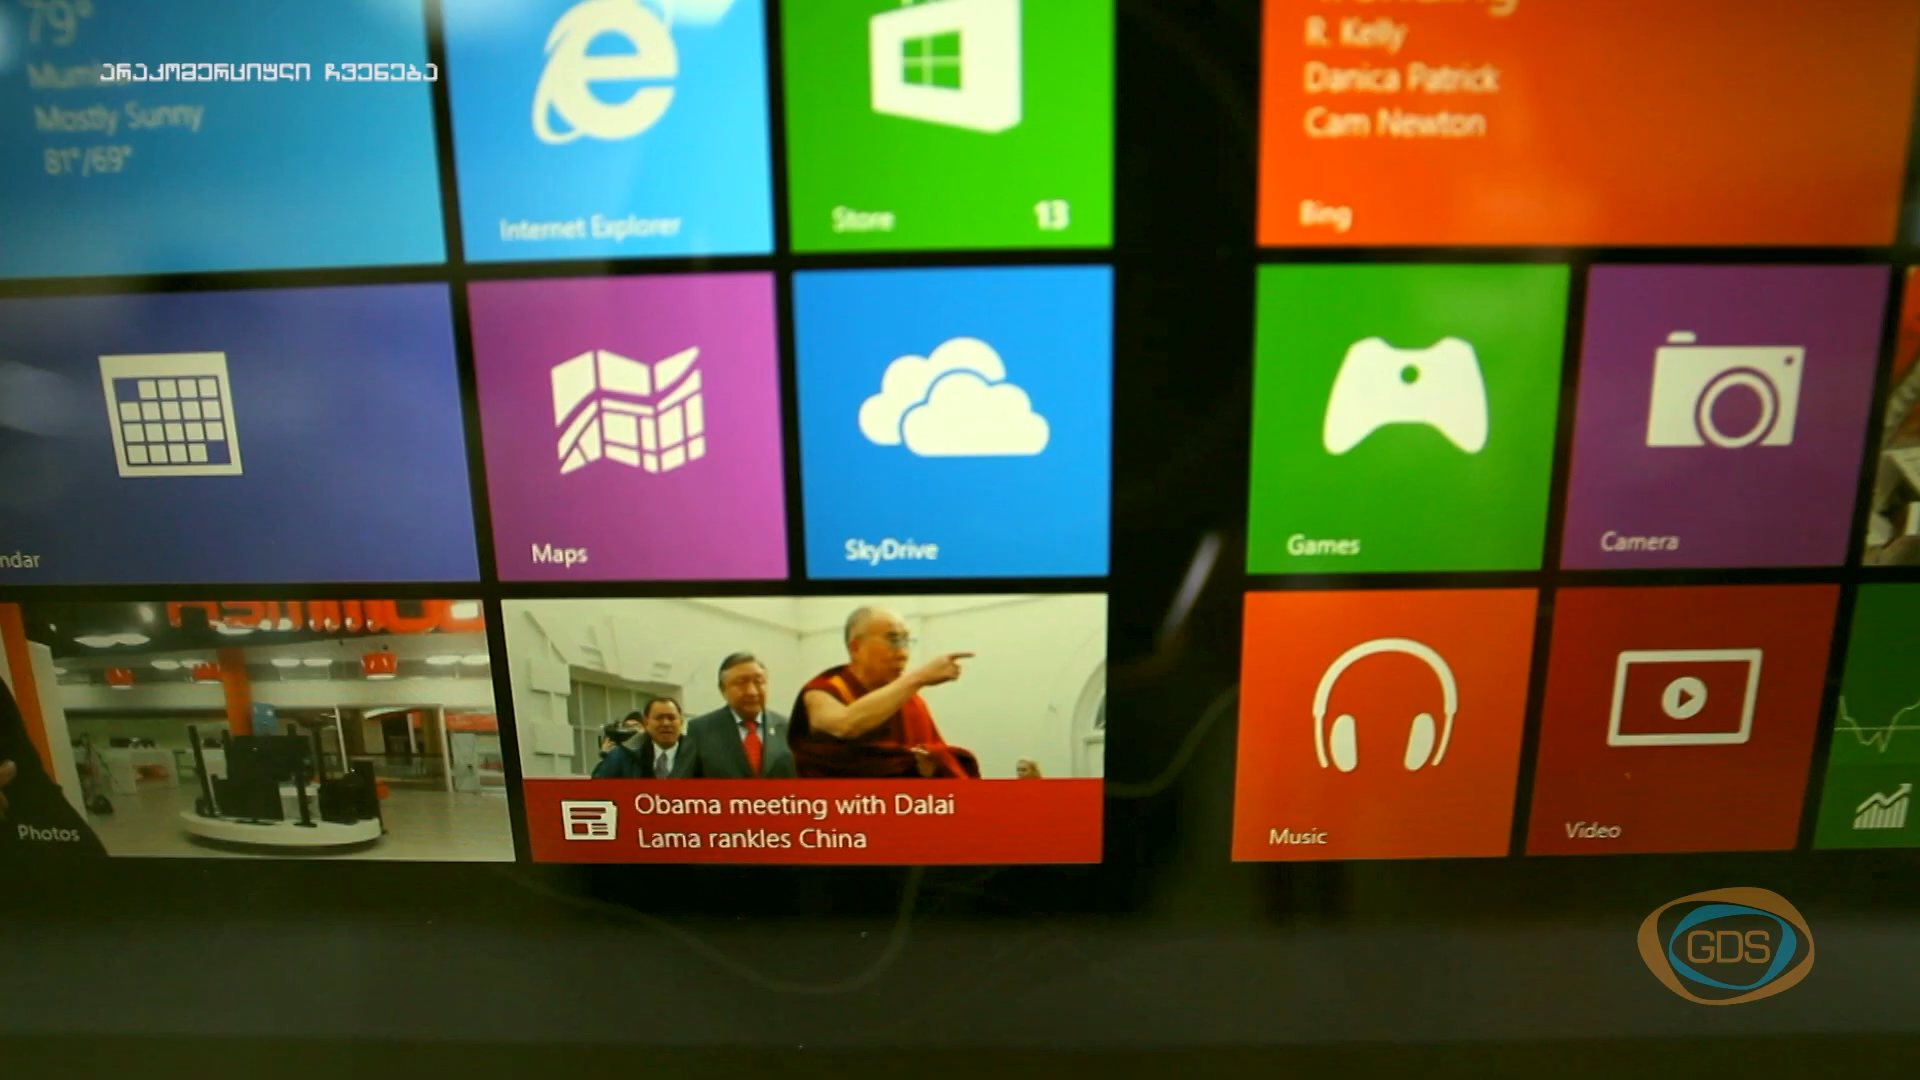 79°
არაკომერციული ჩვენება
Mostly Sunny
81°/69°
Internet Explorer
Store 13
R. Kelly
Danica Patrick
Cam Newton
Bing
ndar
Maps
SkyDrive
Games
Camera
Photos
Obama meeting with Dalai
Lama rankles China
Music
Video
GDS